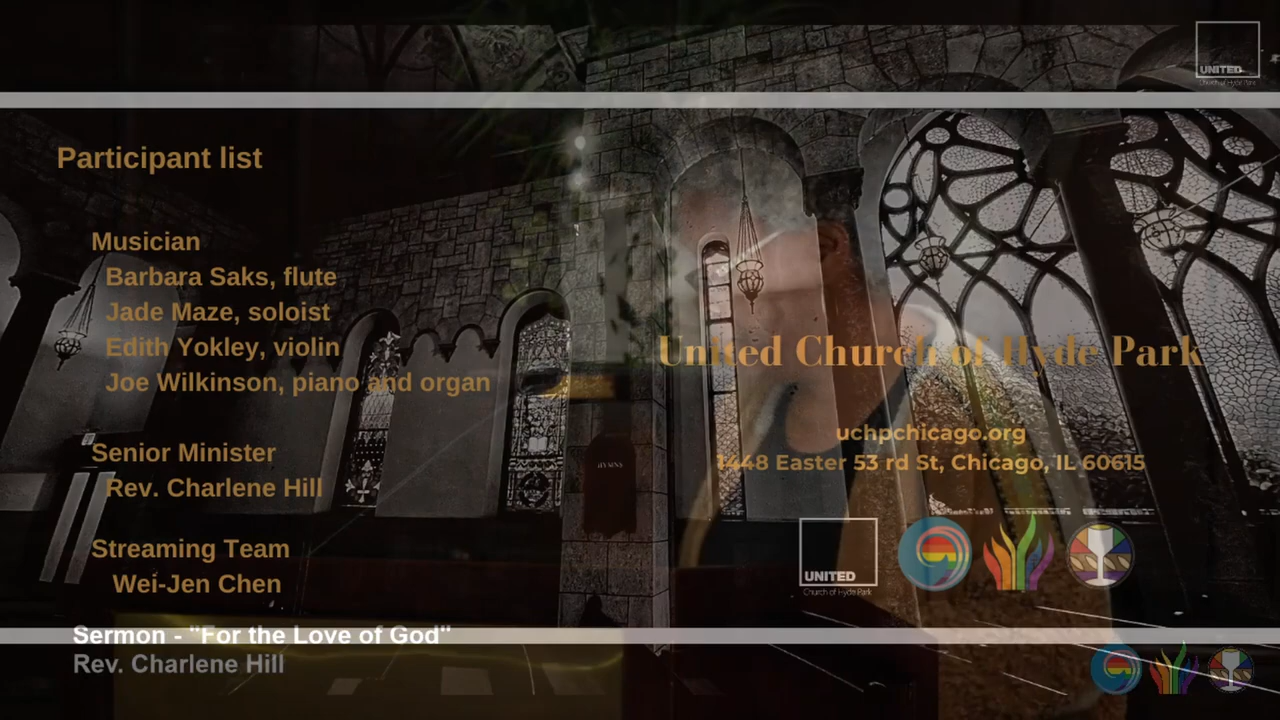 UNITED
Church of Hyde Park
Participant list
Musician
Barbara Saks, flute
Jade Maze, soloist
Edith Yokley, violin
Joe Wilkinson, piano and organ
Senior Minister
Rev. Charlene Hill
Streaming Team
Wei-Jen Chen
Sermon - "For the Love of God"
Rev. Charlene Hill
HYMNS
United Church of Hyde Park
uchpchicago.org
1448 Easter 53 rd St, Chicago, IL 60615
UNITED
Church of Hyde Park